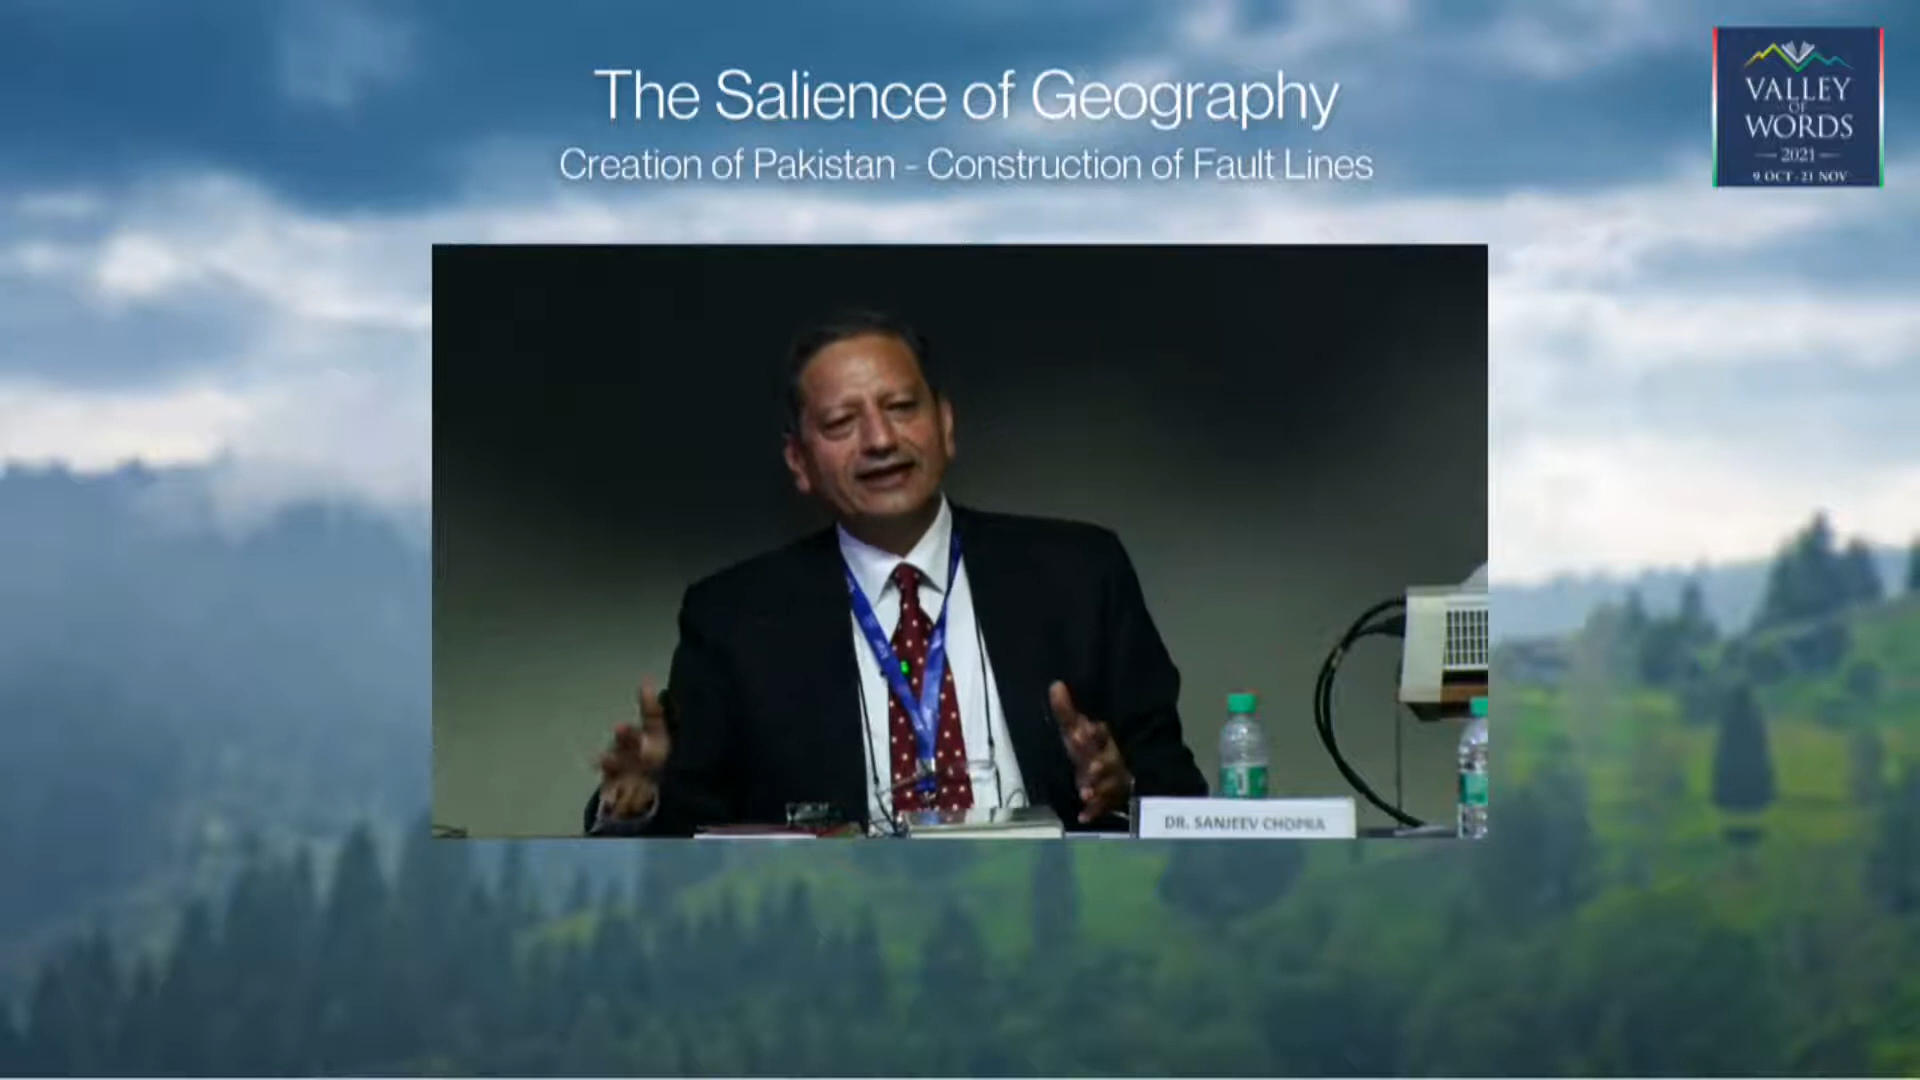 The Salience of Geography
Creation of Pakistan - Construction of Fault Lines
VALLEY
OF
WORDS
2021
9 OCT - 21 NOV
DR. SANJEEV CHOPRA